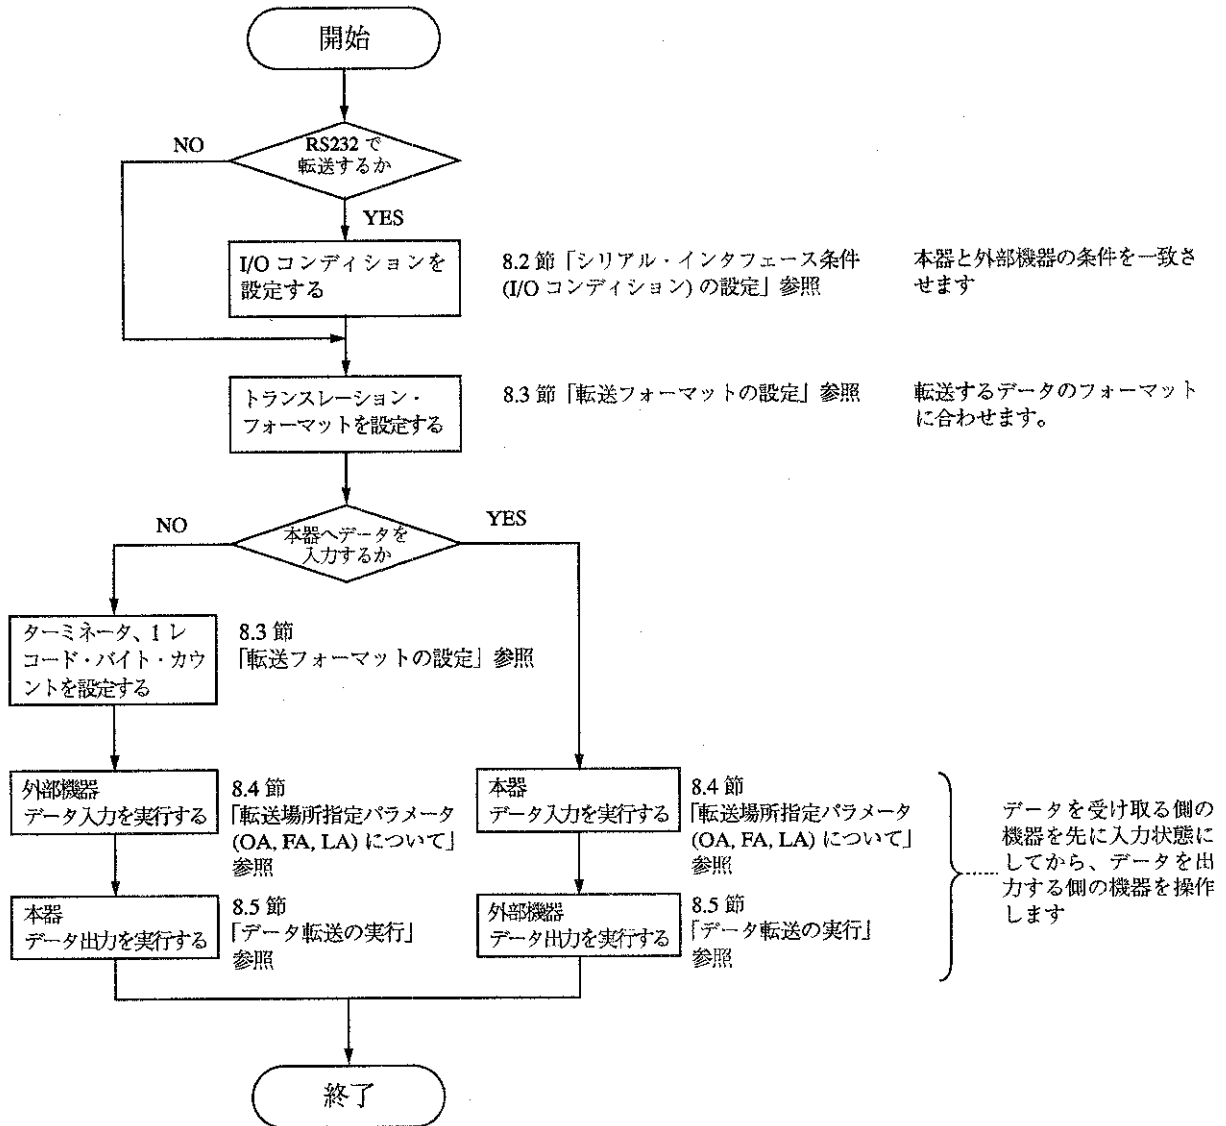 開始
NO
RS232 で
転送するか
YES
I/O コンディションを
設定する
8.2 節「シリアル・インタフェース条件
(I/O コンディション) の設定」参照
本器と外部機器の条件を一致さ
せます
トランスレーション・
フォーマットを設定する
8.3 節「転送フォーマットの設定」参照
転送するデータのフォーマット
に合わせます。
NO
本器へデータを
入力するか
YES
ターミネータ、1 レ
コード・バイト・カウ
ントを設定する
8.3 節
「転送フォーマットの設定」参照
外部機器
データ入力を実行する
8.4 節
「転送場所指定パラメータ
(OA, FA, LA) について」
参照
本器
データ出力を実行する
8.5 節
「データ転送の実行」
参照
本器
データ入力を実行する
8.4 節
「転送場所指定パラメータ
(OA, FA, LA) について」
参照
外部機器
データ出力を実行する
8.5 節
「データ転送の実行」
参照
データを受け取る側の
機器を先に入力状態に
してから、データを出
力する側の機器を操作
します
終了